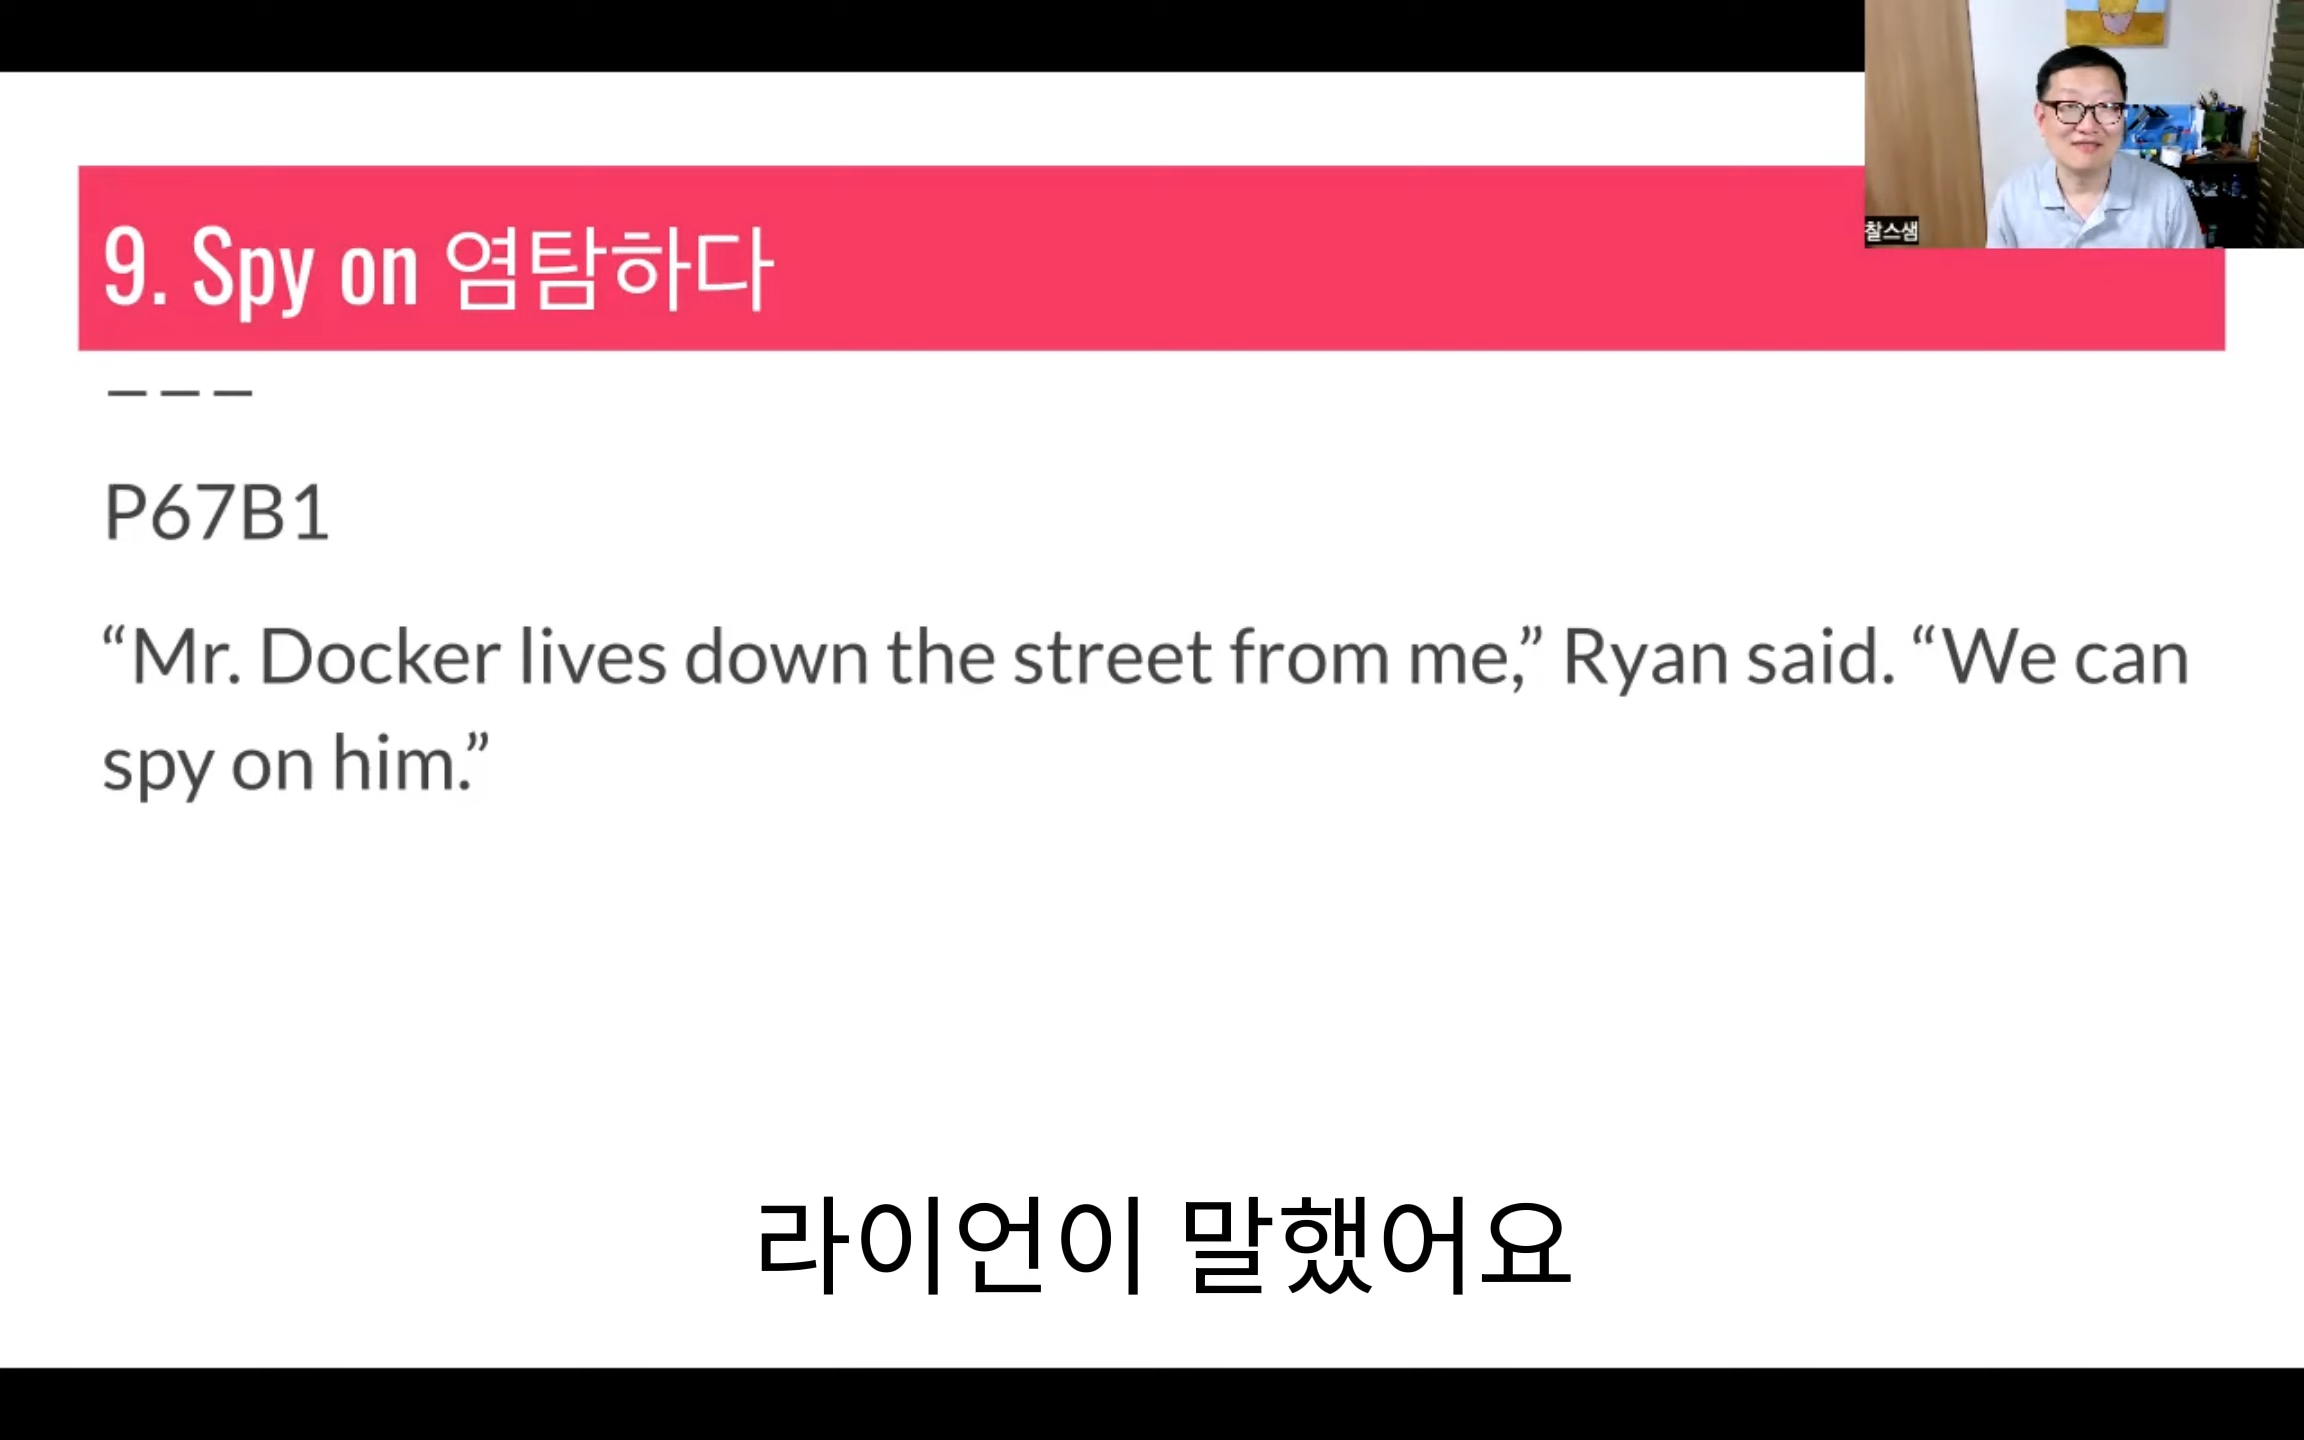 9. Spy on 염탐하다
찰스샘
P67B1
“Mr. Docker lives down the street from me,” Ryan said. “We can
spy on him.”
라이언이 말했어요